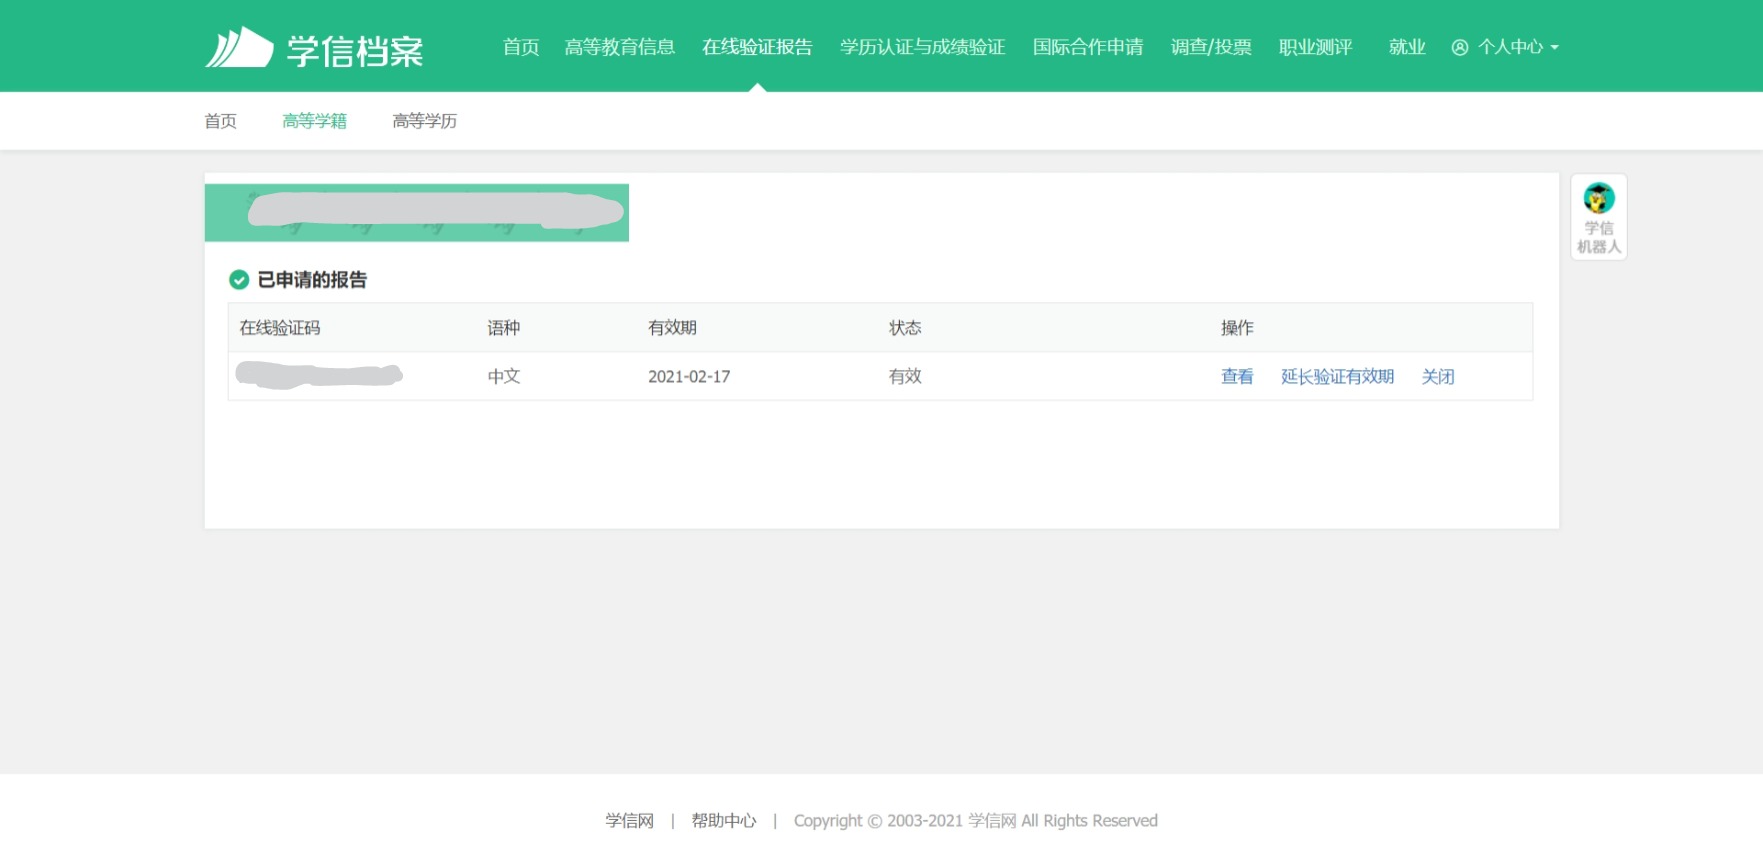 学信档案
首页 高等教育信息 在线验证报告 学历认证与成绩验证 国际合作申请 调查/投票 职业测评 就业 个人中心
首页 高等学籍 高等学历
学信
机器人
已申请的报告
在线验证码 语种 有效期 状态 操作
中文 2021-02-17 有效 查看 延长验证有效期 关闭
学信网 | 帮助中心 | Copyright © 2003-2021 学信网 All Rights Reserved